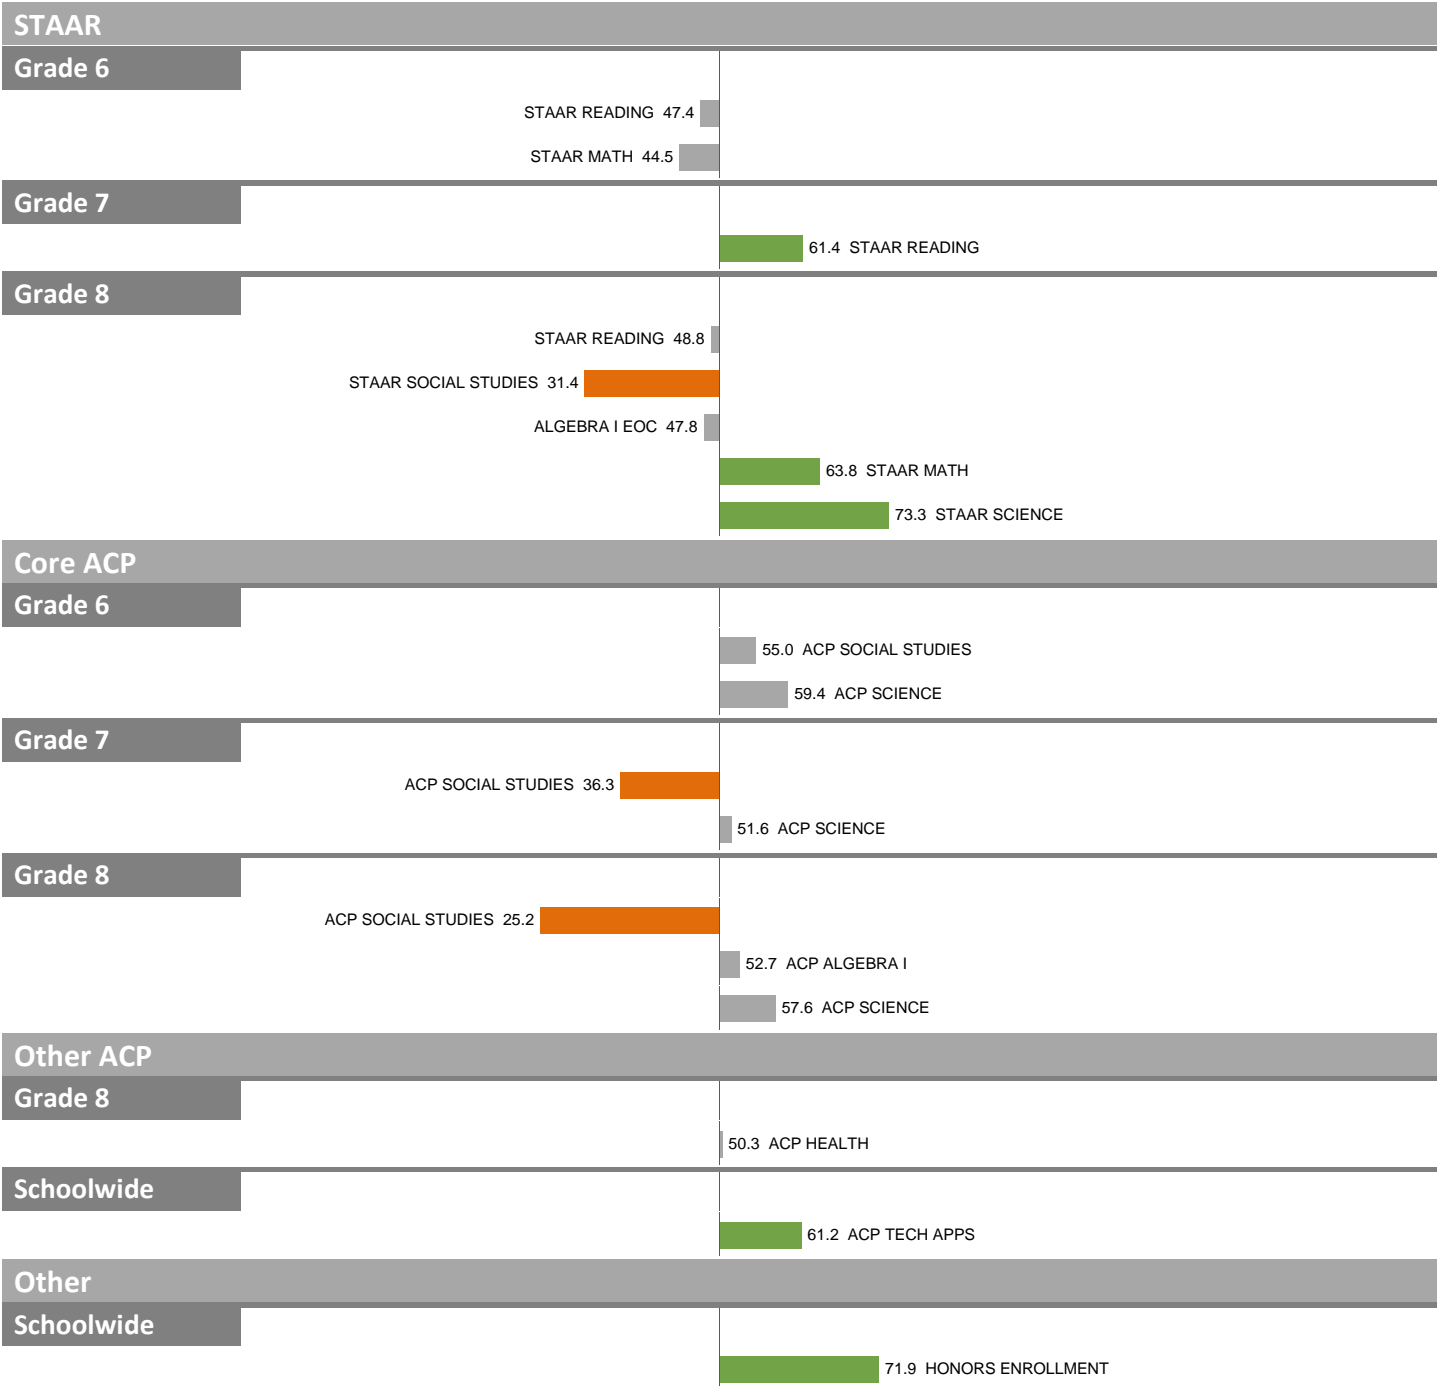 STAAR
Grade 6
STAAR READING 47.4
STAAR MATH 44.5
Grade 7
61.4 STAAR READING
Grade 8
STAAR READING 48.8
STAAR SOCIAL STUDIES 31.4
ALGEBRA I EOC 47.8
63.8 STAAR MATH
73.3 STAAR SCIENCE
Core ACP
Grade 6
55.0 ACP SOCIAL STUDIES
59.4 ACP SCIENCE
Grade 7
ACP SOCIAL STUDIES 36.3
51.6 ACP SCIENCE
Grade 8
ACP SOCIAL STUDIES 25.2
52.7 ACP ALGEBRA I
57.6 ACP SCIENCE
Other ACP
Grade 8
50.3 ACP HEALTH
Schoolwide
61.2 ACP TECH APPS
Other
Schoolwide
71.9 HONORS ENROLLMENT